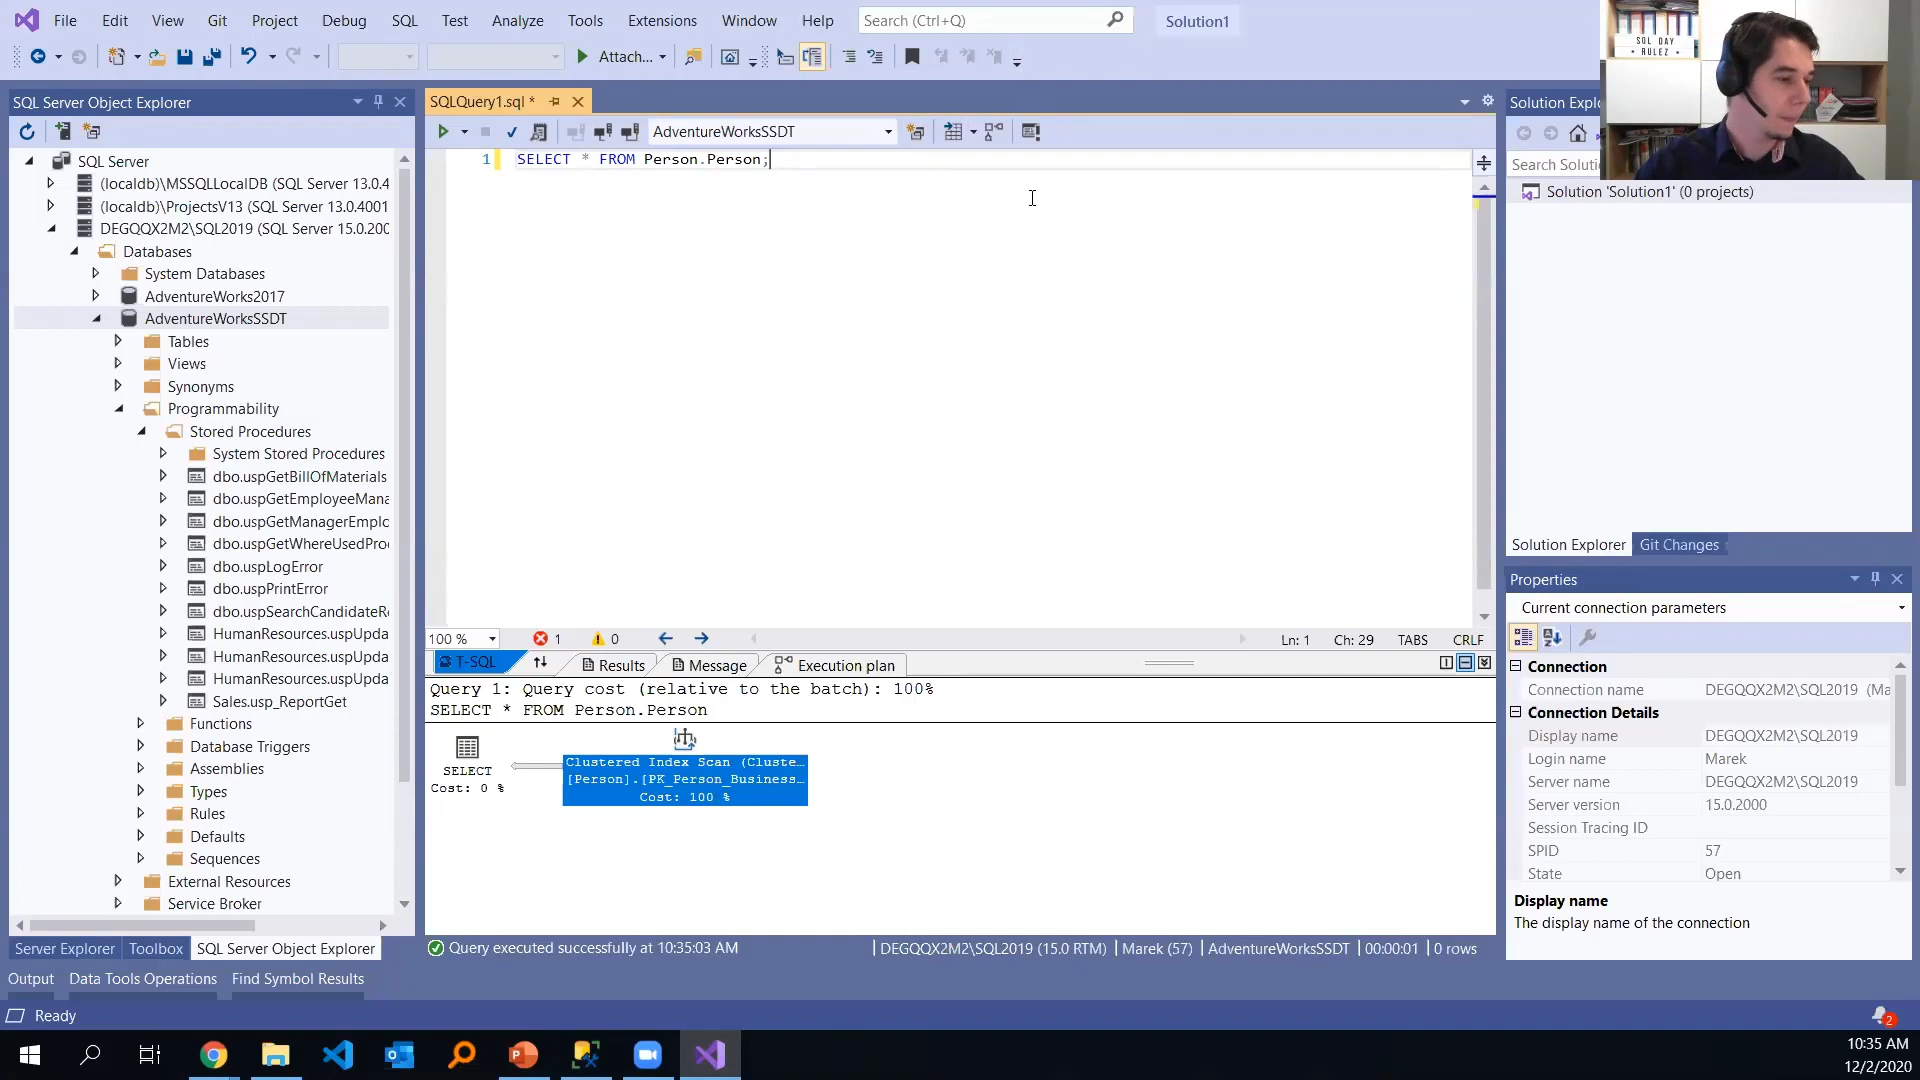 File Edit View Git Project Debug SQL Test Analyze Tools Extensions Window Help Search (Ctrl+Q) Solution1
Attach...
SQL DAY
RULEZ
SQL Server Object Explorer
SQLQuery1.sql *
Solution Explo
AdventureWorksSSDT
Search Soluti
1 SELECT * FROM Person.Person;
SQL Server
(localdb)\MSSQLLocalDB (SQL Server 13.0.4
(localdb)\ProjectsV13 (SQL Server 13.0.4001
DEGQQX2M2\SQL2019 (SQL Server 15.0.200
Databases
System Databases
AdventureWorks2017
AdventureWorksSSDT
Tables
Views
Synonyms
Programmability
Stored Procedures
System Stored Procedures
dbo.uspGetBillOfMaterials
dbo.uspGetEmployeeMana
dbo.uspGetManagerEmplo
dbo.uspGetWhereUsedPro
dbo.uspLogError
dbo.uspPrintError
dbo.uspSearchCandidateR
HumanResources.uspUpda
HumanResources.uspUpda
HumanResources.uspUpda
Sales.usp_ReportGet
Functions
Database Triggers
Assemblies
Types
Rules
Defaults
Sequences
External Resources
Service Broker
Server Explorer Toolbox SQL Server Object Explorer
Solution 'Solution1' (0 projects)
Solution Explorer Git Changes
100 % 1 0 Ln: 1 Ch: 29 TABS CRLF
T-SQL Results Message Execution plan
Query 1: Query cost (relative to the batch): 100%
SELECT * FROM Person.Person
SELECT
Cost: 0 %
Clustered Index Scan (Cluste...
[Person].[PK_Person_Business...
Cost: 100 %
Query executed successfully at 10:35:03 AM DEGQQX2M2\SQL2019 (15.0 RTM) Marek (57) AdventureWorksSSDT 00:00:01 0 rows
Properties
Current connection parameters
Connection
Connection name DEGQQX2M2\SQL2019 (Ma
Connection Details
Display name DEGQQX2M2\SQL2019
Login name Marek
Server name DEGQQX2M2\SQL2019
Server version 15.0.2000
Session Tracing ID
SPID 57
State Open
Display name
The display name of the connection
Output Data Tools Operations Find Symbol Results
Ready
2
10:35 AM
12/2/2020